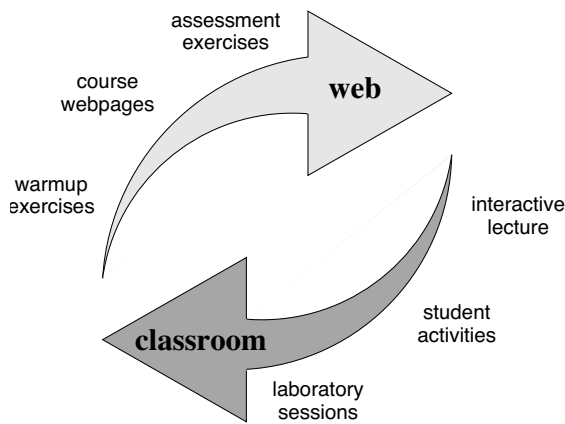 assessment
exercises
course
webpages
web
warmup
exercises
interactive
lecture
student
activities
classroom
laboratory
sessions